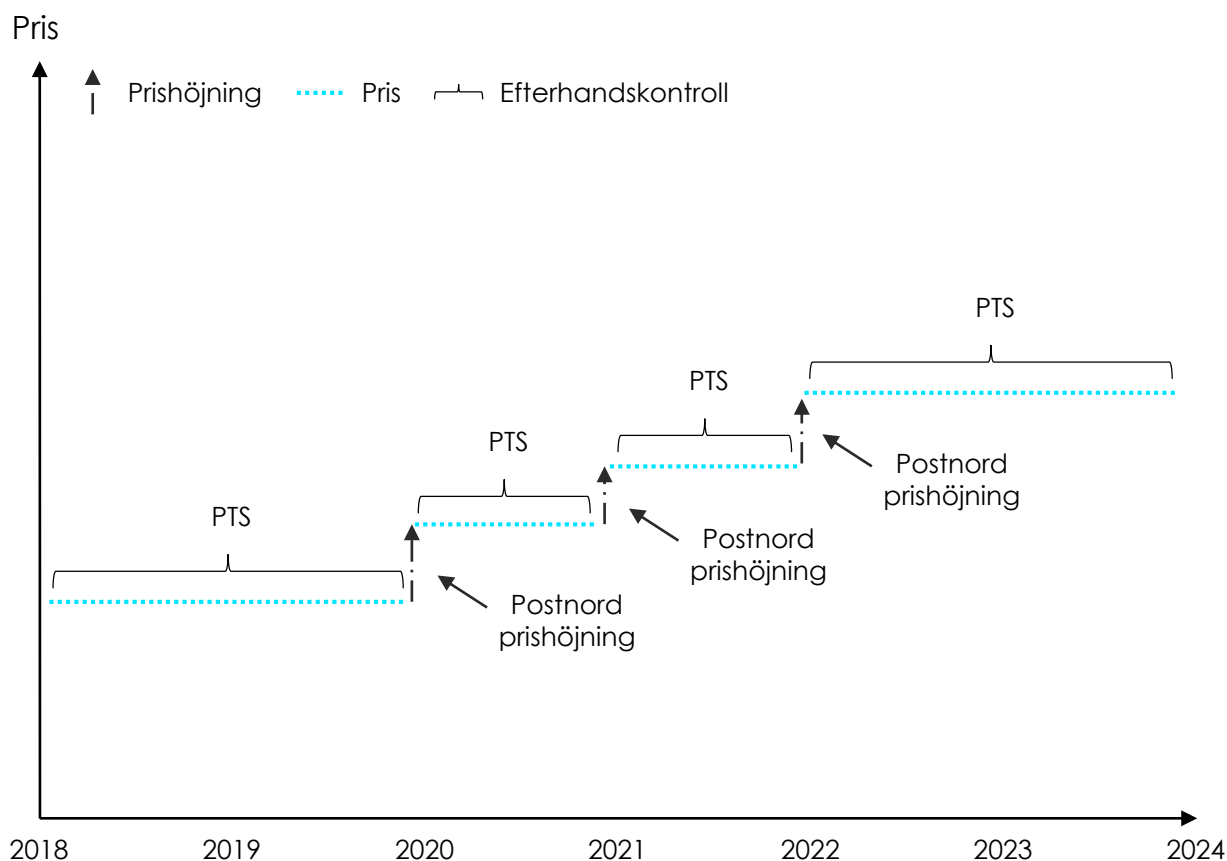 Pris
Prishöjning
Pris
Efterhandskontroll
PTS
PTS
PTS
PTS
Postnord
prishöjning
Postnord
prishöjning
Postnord
prishöjning
2018
2019
2020
2021
2022
2023
2024